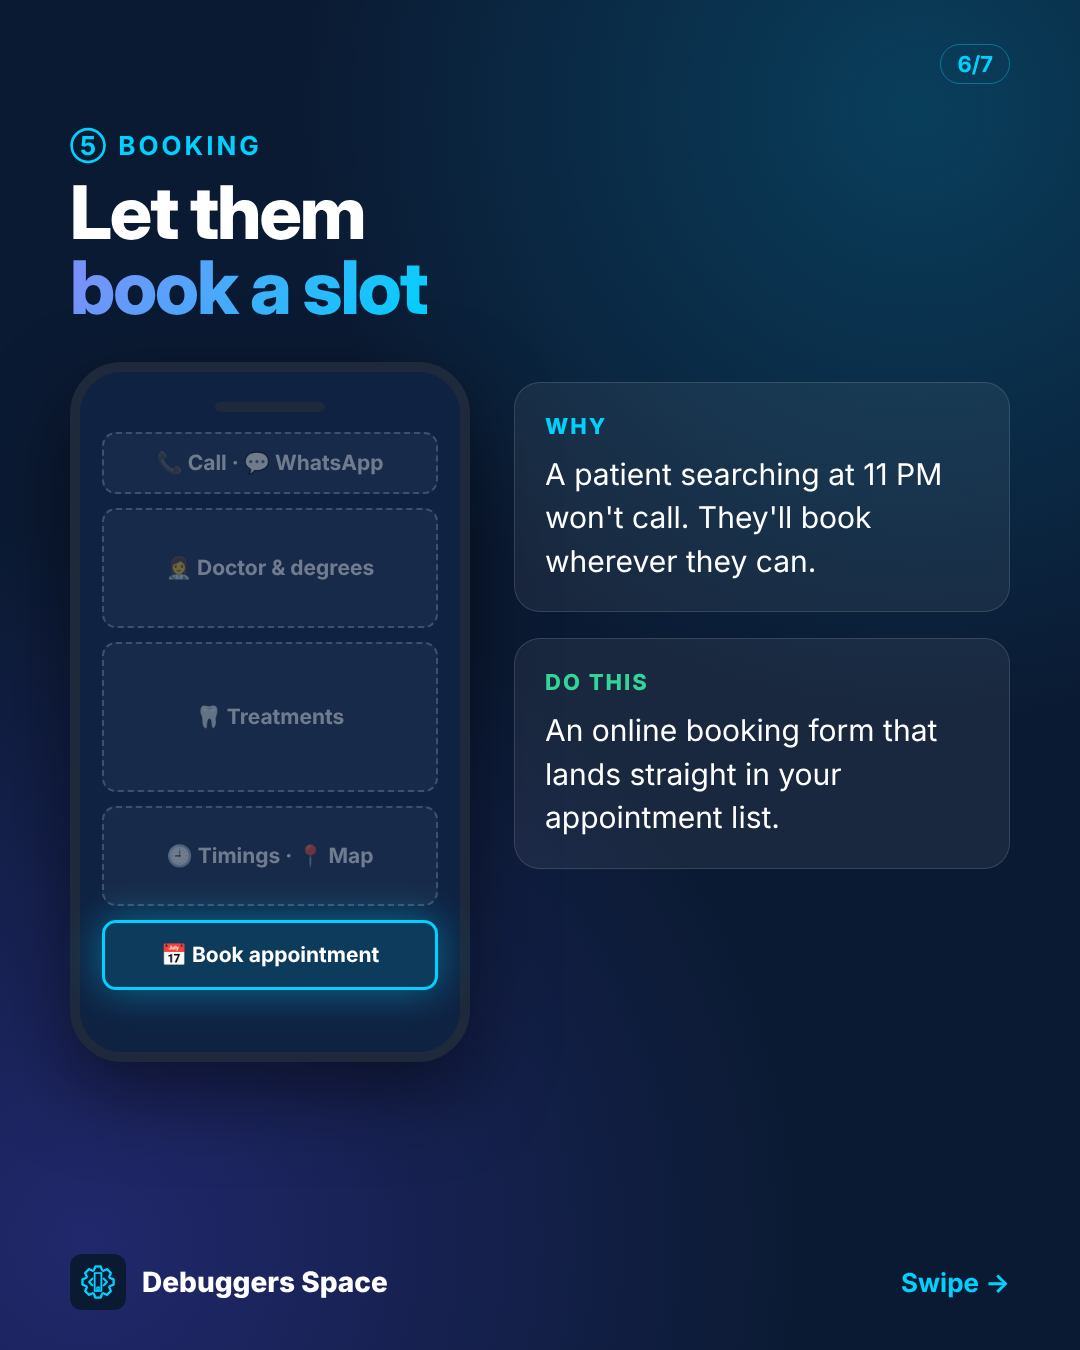 6/7
⑤ BOOKING
Let them
book a slot
📞 Call · 💬 WhatsApp
👩‍⚕️ Doctor & degrees
🦷 Treatments
🕘 Timings · 📍 Map
📅 Book appointment
WHY
A patient searching at 11 PM
won't call. They'll book
wherever they can.
DO THIS
An online booking form that
lands straight in your
appointment list.
Debuggers Space
Swipe →